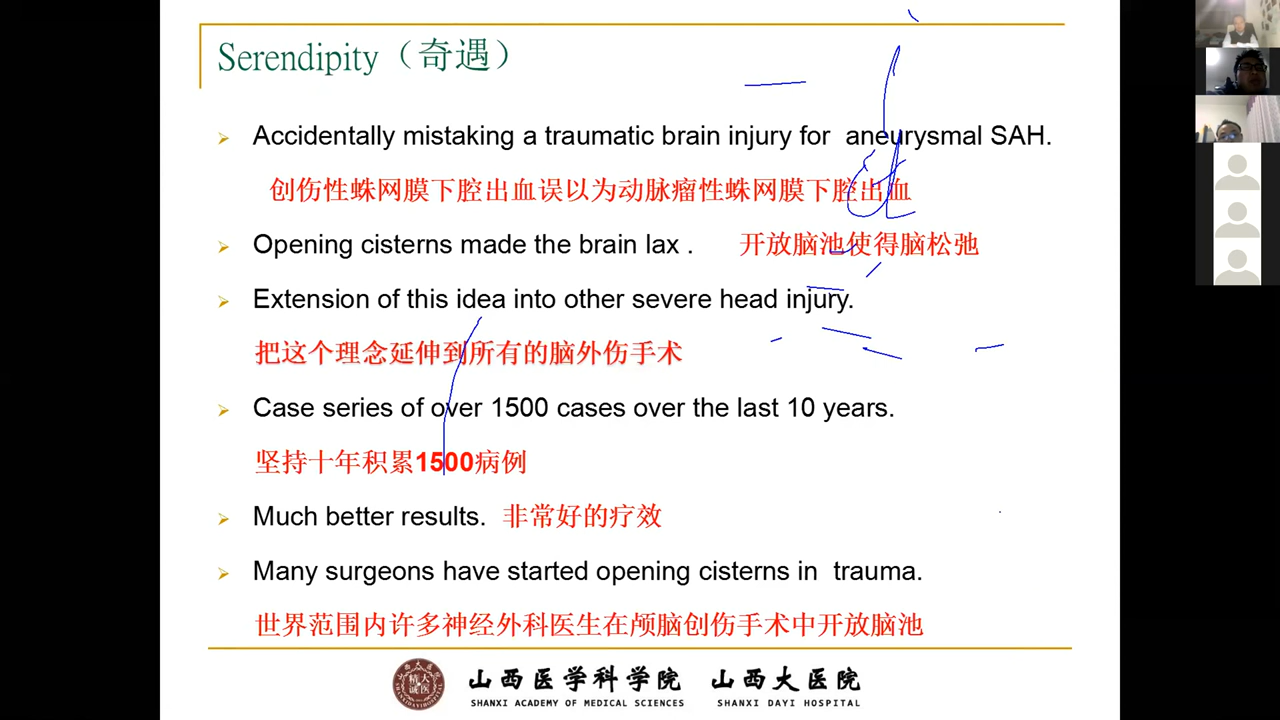 Serendipity（奇遇）
Accidentally mistaking a traumatic brain injury for aneurysmal SAH.
创伤性蛛网膜下腔出血误以为动脉瘤性蛛网膜下腔出血
Opening cisterns made the brain lax . 开放脑池使得脑松弛
Extension of this idea into other severe head injury.
把这个理念延伸到所有的脑外伤手术
Case series of over 1500 cases over the last 10 years.
坚持十年积累1500病例
Much better results. 非常好的疗效
Many surgeons have started opening cisterns in trauma.
世界范围内许多神经外科医生在颅脑创伤手术中开放脑池
山西医学科学院 山西大医院
SHANXI ACADEMY OF MEDICAL SCIENCES SHANXI DAYI HOSPITAL